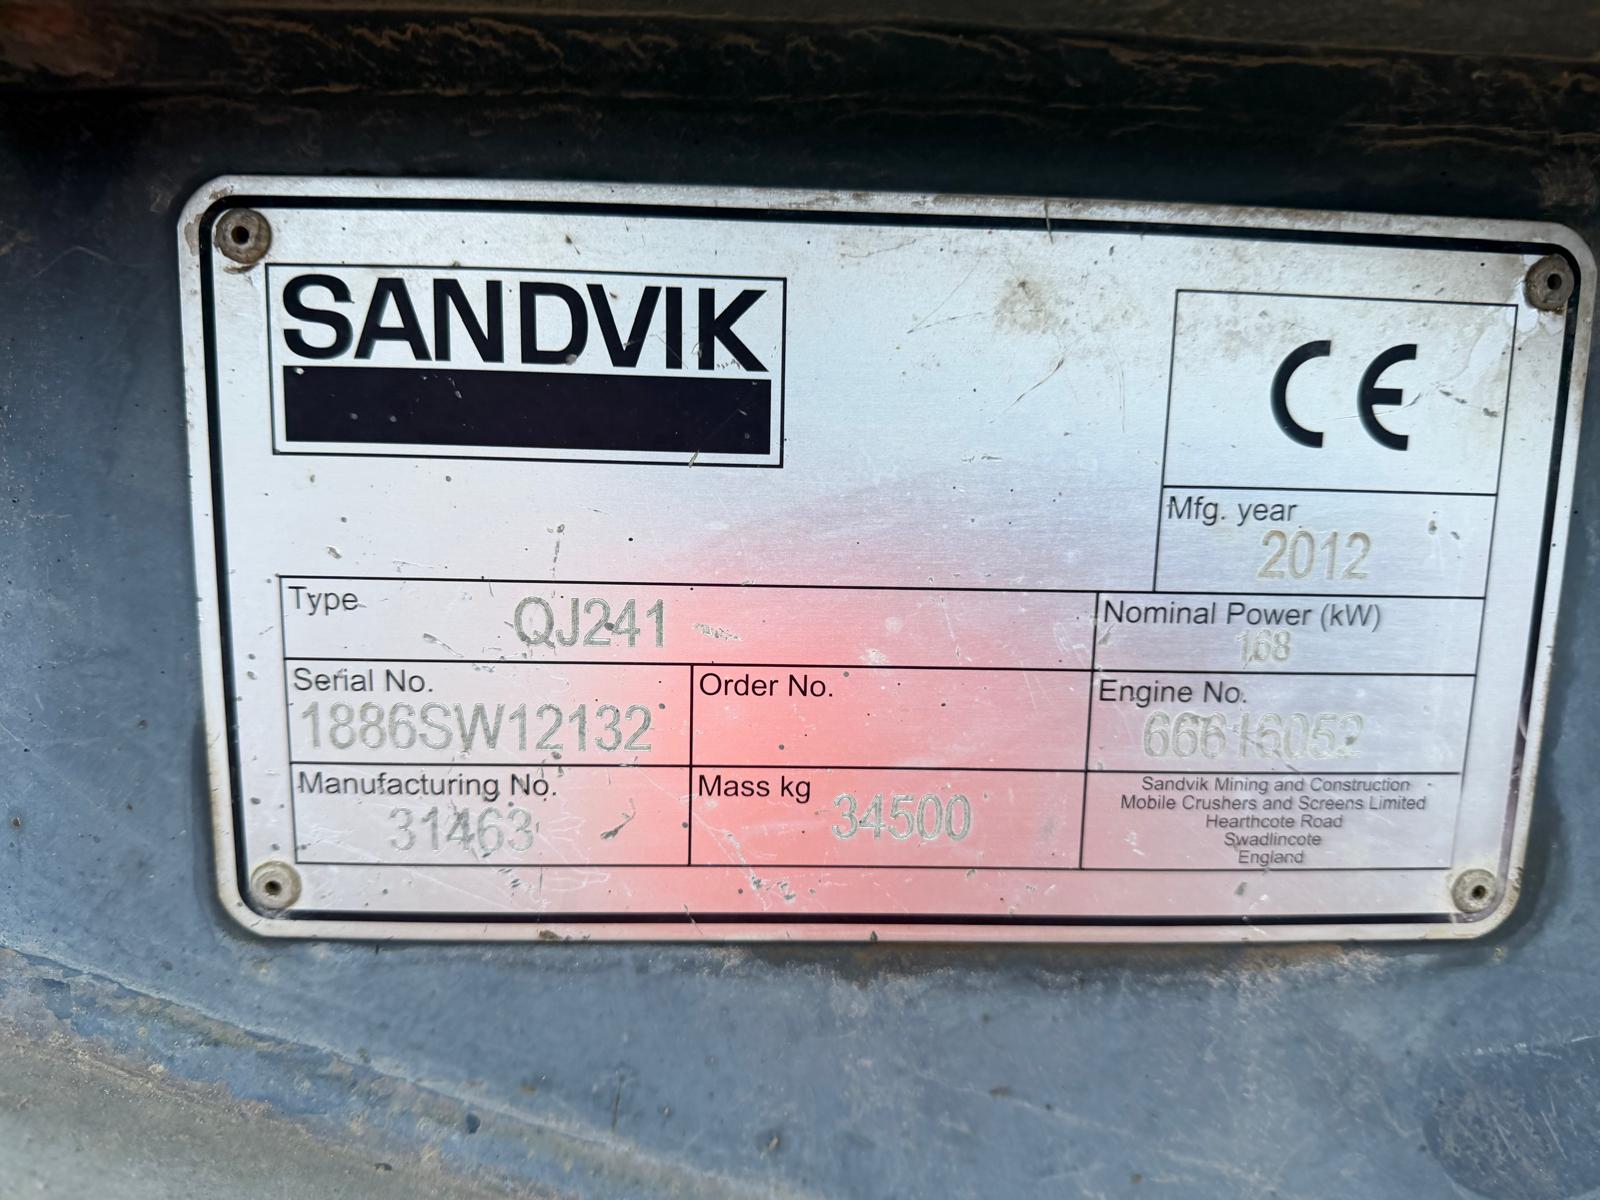 SANDVIK
CE
Mfg. year
2012
Type
QJ241
Nominal Power (kW)
168
Serial No.
1886SW12132
Order No.
Engine No.
66616052
Manufacturing No.
31463
Mass kg
34500
Sandvik Mining and Construction
Mobile Crushers and Screens Limited
Hearthcote Road
Swadlincote
England